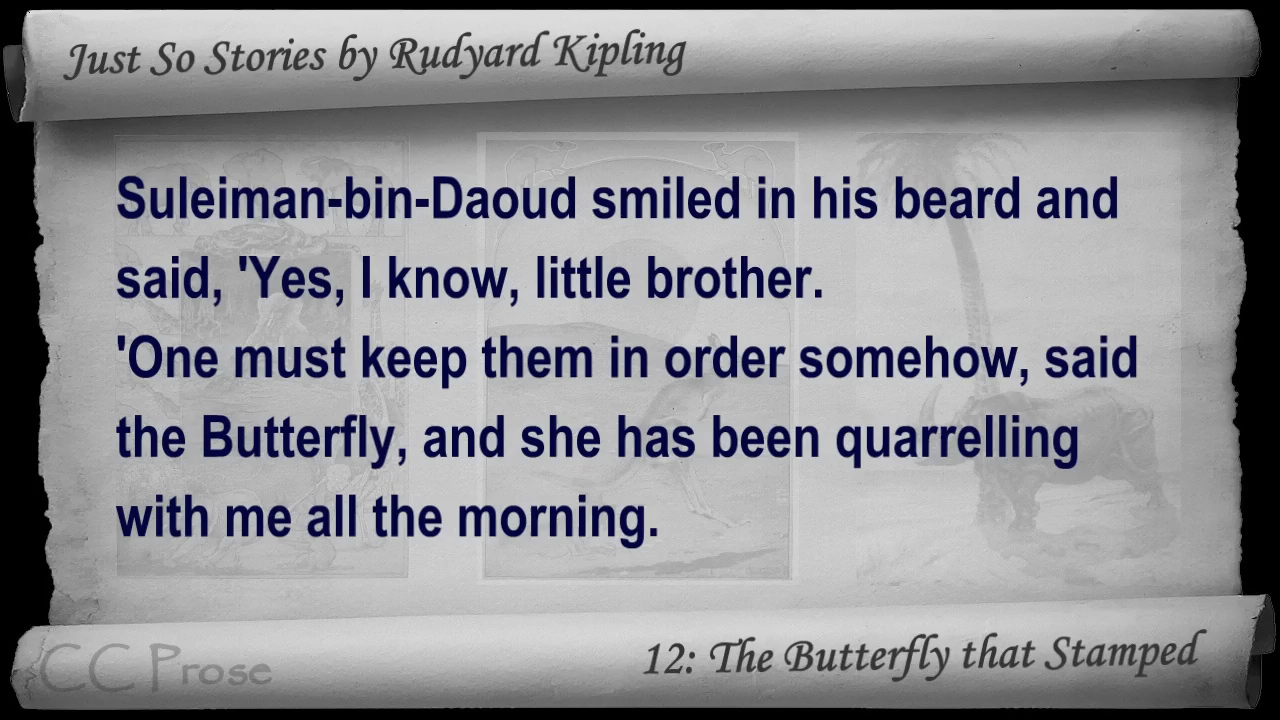 Just So Stories by Rudyard Kipling
Suleiman-bin-Daoud smiled in his beard and
said, 'Yes, I know, little brother.
'One must keep them in order somehow, said
the Butterfly, and she has been quarrelling
with me all the morning.
12: The Butterfly that Stamped
CC Prose